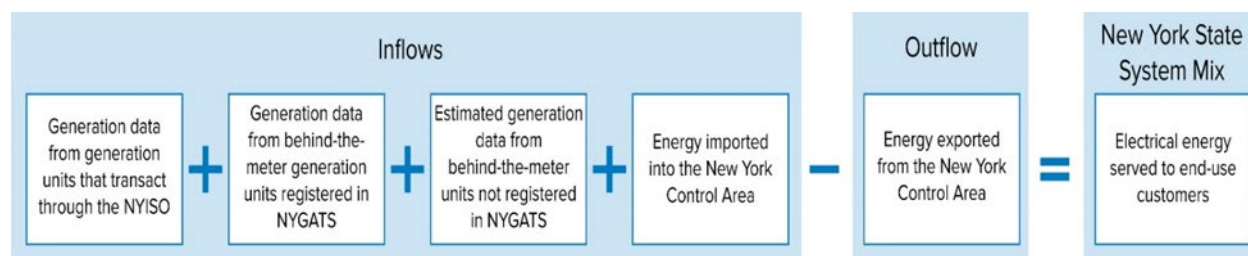 Inflows
Generation data
from generation
units that transact
through the NYISO
+
Generation data
from behind-the-
meter generation
units registered in
NYGATS
+
Estimated generation
data from
behind-the-meter
units not registered
in NYGATS
+
Energy imported
into the New York
Control Area
−
Outflow
Energy exported
from the New York
Control Area
=
New York State
System Mix
Electrical energy
served to end-use
customers